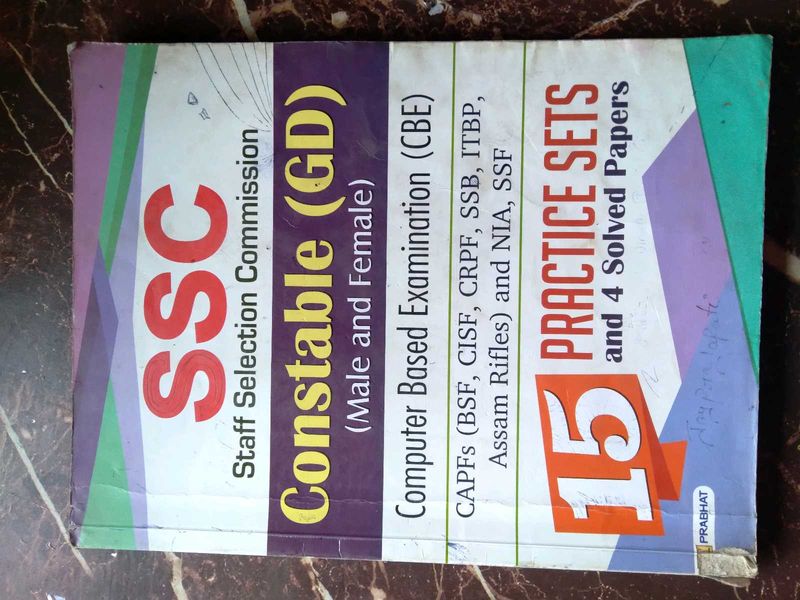 SSC
Staff Selection Commission
Constable (GD)
(Male and Female)
Computer Based Examination (CBE)
CAPFs (BSF, CISF, CRPF, SSB, ITBP,
Assam Rifles) and NIA, SSF
15 PRACTICE SETS
and 4 Solved Papers
PRABHAT